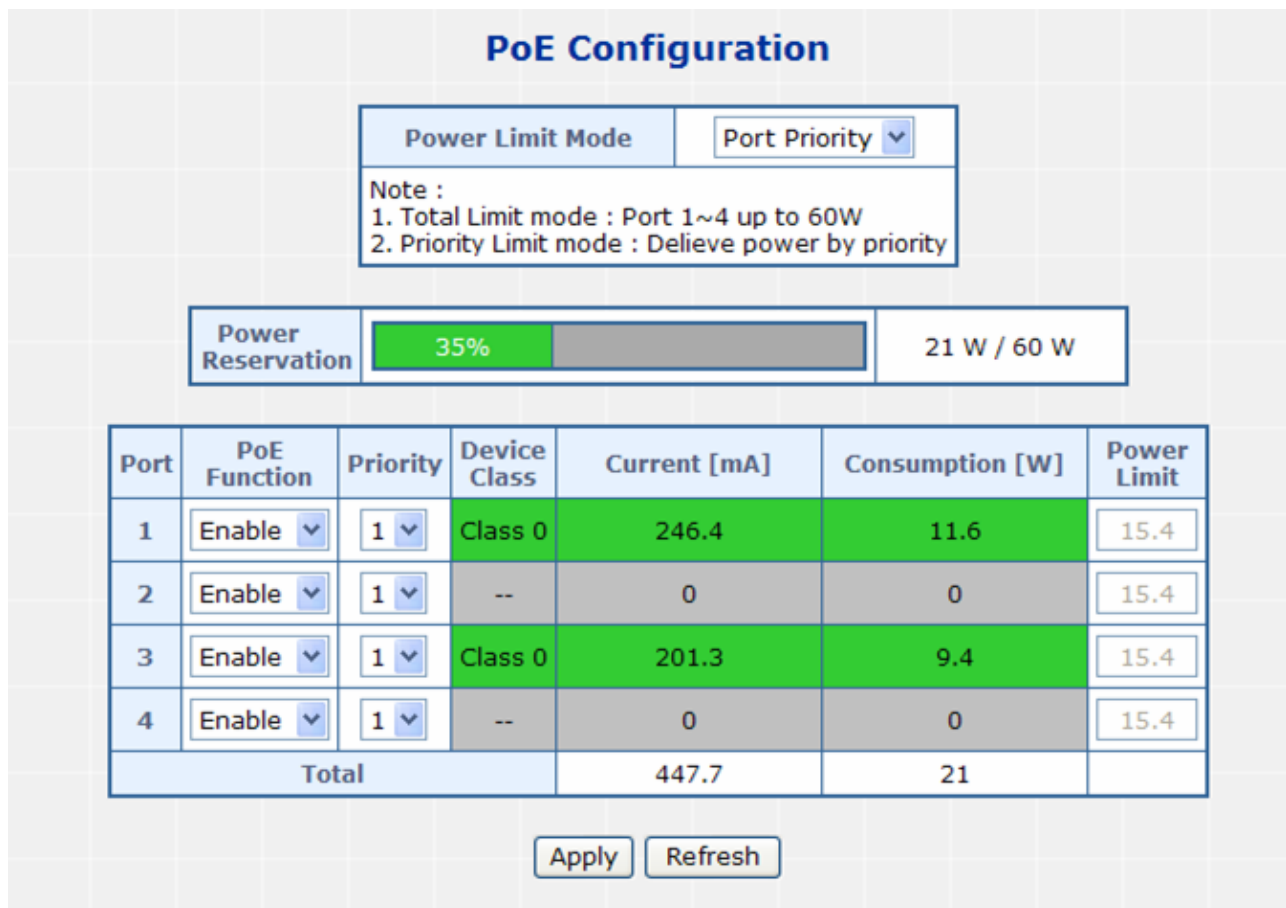 PoE Configuration
Power Limit Mode Port Priority
Note :
1. Total Limit mode : Port 1~4 up to 60W
2. Priority Limit mode : Delieve power by priority
Power
Reservation
35%
21 W / 60 W
Port PoE Function Priority Device Class Current [mA] Consumption [W] Power Limit
1 Enable 1 Class 0 246.4 11.6 15.4
2 Enable 1 -- 0 0 15.4
3 Enable 1 Class 0 201.3 9.4 15.4
4 Enable 1 -- 0 0 15.4
Total 447.7 21
Apply Refresh